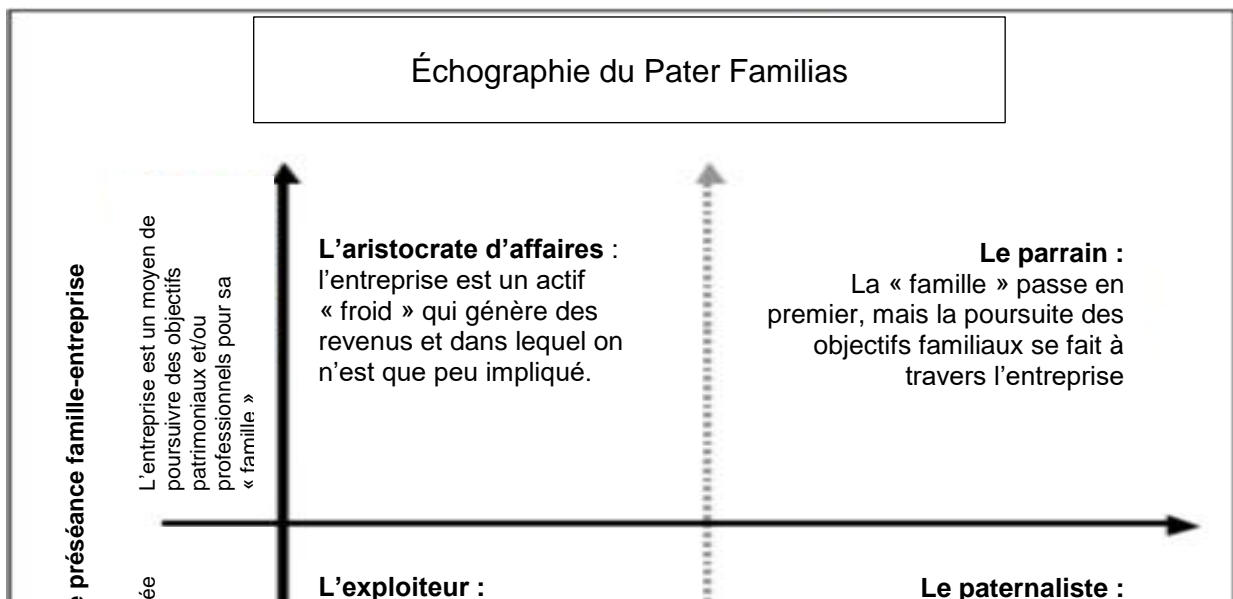 Échographie du Pater Familias
e préséance famille-entreprise
L'entreprise est un moyen de
poursuivre des objectifs
patrimoniaux et/ou
professionnels pour sa
« famille »
L'aristocrate d'affaires :
l'entreprise est un actif
« froid » qui génère des
revenus et dans lequel on
n'est que peu impliqué.
Le parrain :
La « famille » passe en
premier, mais la poursuite des
objectifs familiaux se fait à
travers l'entreprise
ée
L'exploiteur :
Le paternaliste :